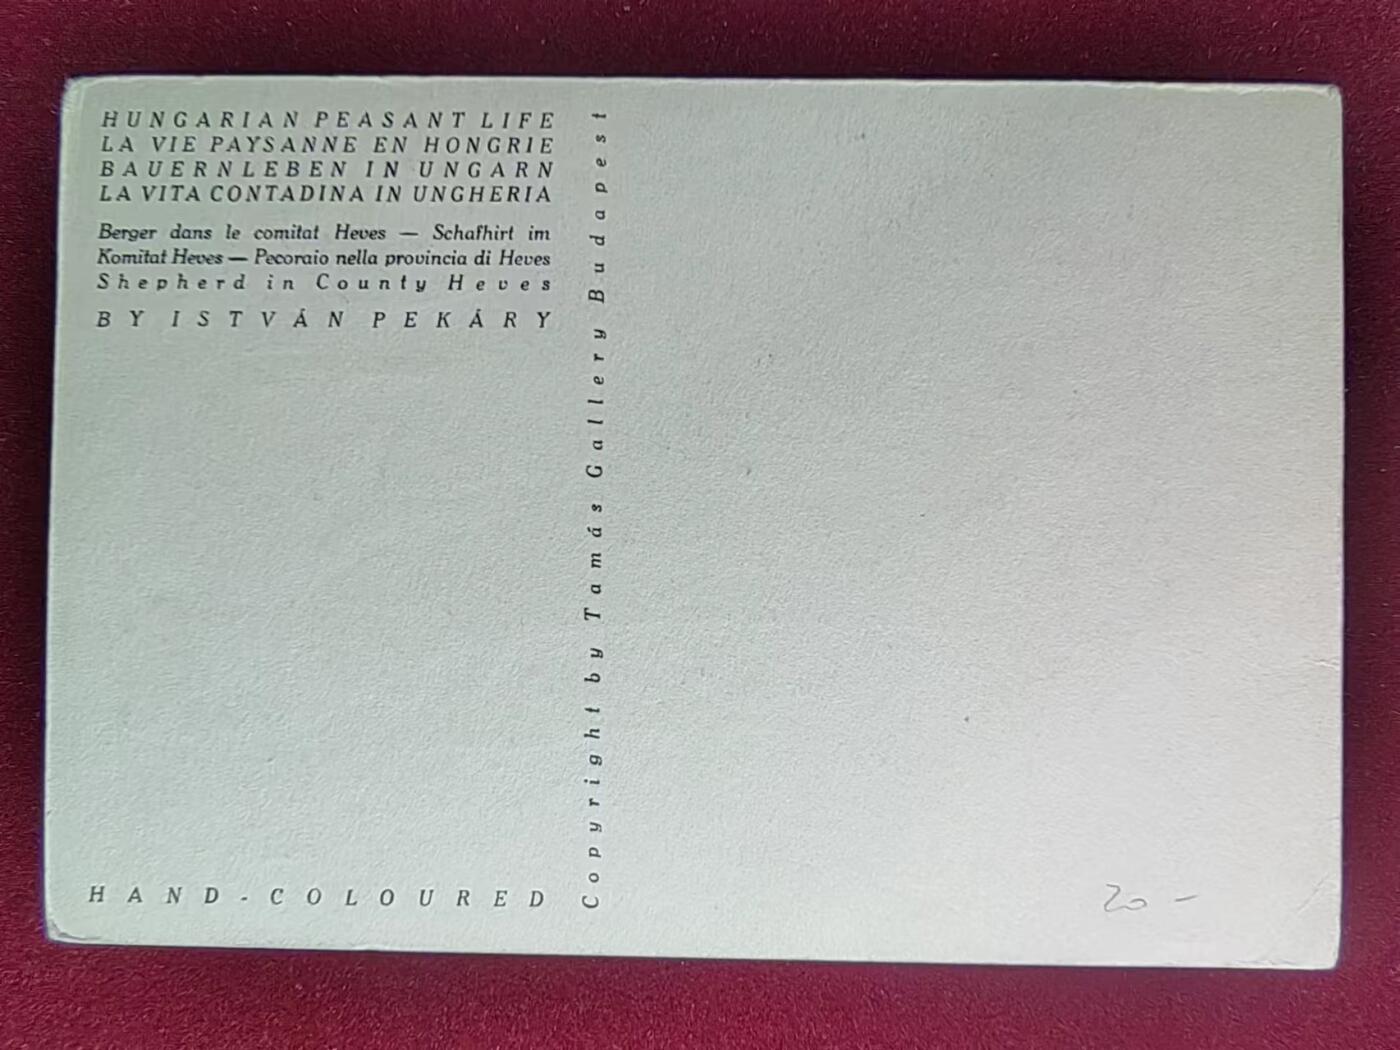 HUNGARIAN PEASANT LIFE
LA VIE PAYSANNE EN HONGRIE
BAUERNLEBEN IN UNGARN
LA VITA CONTADINA IN UNGHERIA
Berger dans le comitat Heves — Schafhirt im
Komitat Heves — Pecoraio nella provincia di Heves
Shepherd in County Heves
BY ISTVÁN PEKÁRY
HAND-COLOURED
Copyright by Tamás Gallery Budapest
20 -